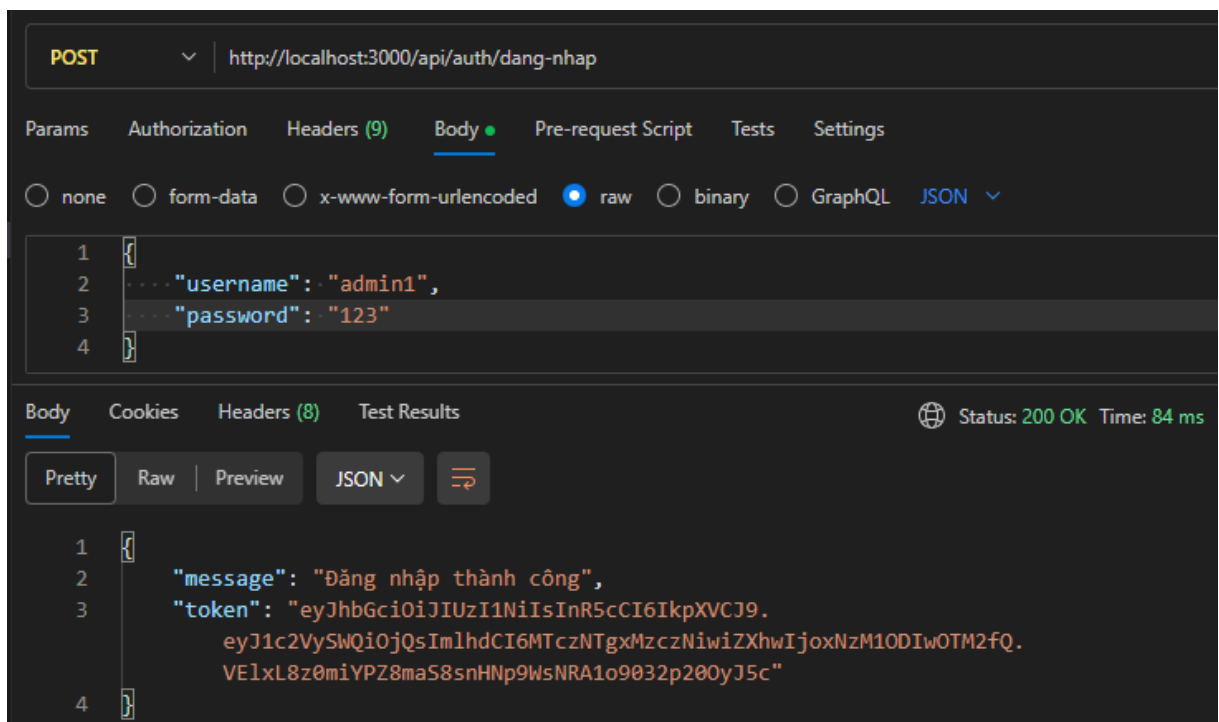 POST http://localhost:3000/api/auth/dang-nhap
Params Authorization Headers (9) Body Pre-request Script Tests Settings
none form-data x-www-form-urlencoded raw binary GraphQL JSON
1 {
2 "username": "admin1",
3 "password": "123"
4 }
Body Cookies Headers (8) Test Results Status: 200 OK Time: 84 ms
Pretty Raw Preview JSON
1 {
2 "message": "Đăng nhập thành công",
3 "token": "eyJhbGciOiJIUzI1NiIsInR5cCI6IkpXVCJ9.
eyJ1c2VySWQiOjQsImlhdCI6MTczNTgxMzczNiwiZXhwIjoxNzM1ODIwOTM2fQ.
VElxL8z0miYPZ8maS8snHNp9WsNRA1o9032p20OyJ5c"
4 }